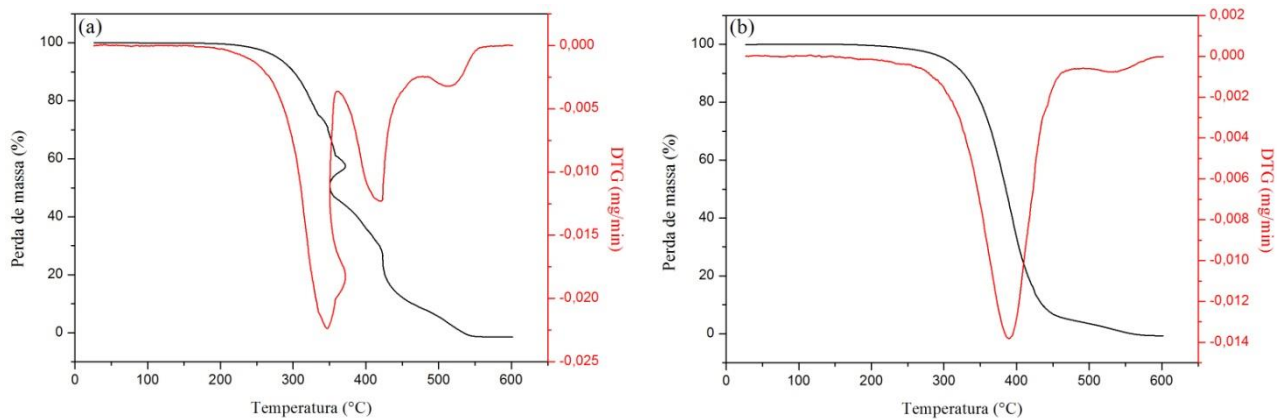 (a)
100
80
60
40
20
0
Perda de massa (%)
0,000
-0,005
-0,010
-0,015
-0,020
-0,025
DTG (mg/min)
0 100 200 300 400 500 600
Temperatura (°C)
(b)
100
80
60
40
20
0
Perda de massa (%)
0,002
0,000
-0,002
-0,004
-0,006
-0,008
-0,010
-0,012
-0,014
DTG (mg/min)
0 100 200 300 400 500 600
Temperatura (°C)